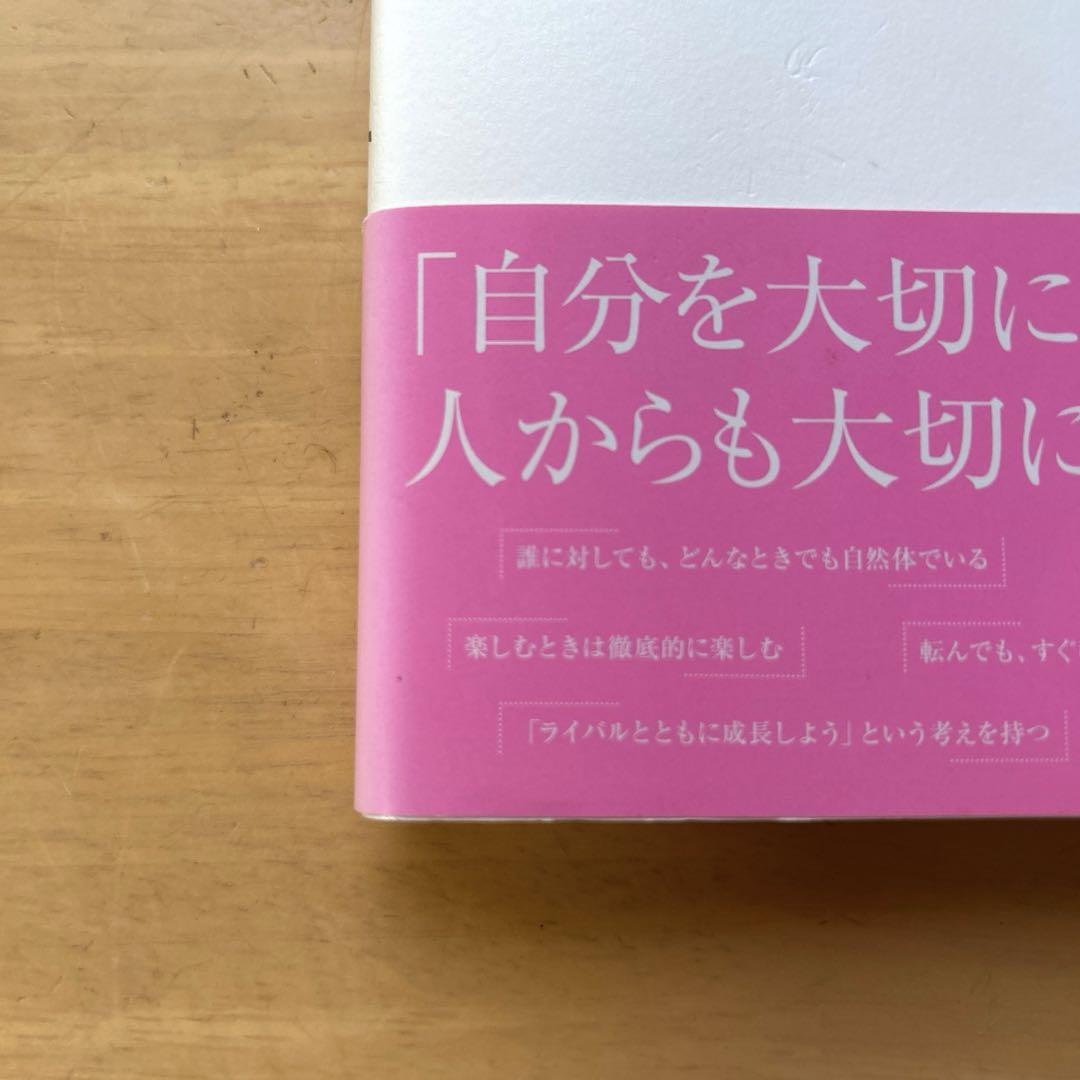 「自分を大切に
人からも大切に
誰に対しても、どんなときでも自然体でいる
楽しむときは徹底的に楽しむ
転んでも、すぐ
「ライバルとともに成長しよう」という考えを持つ